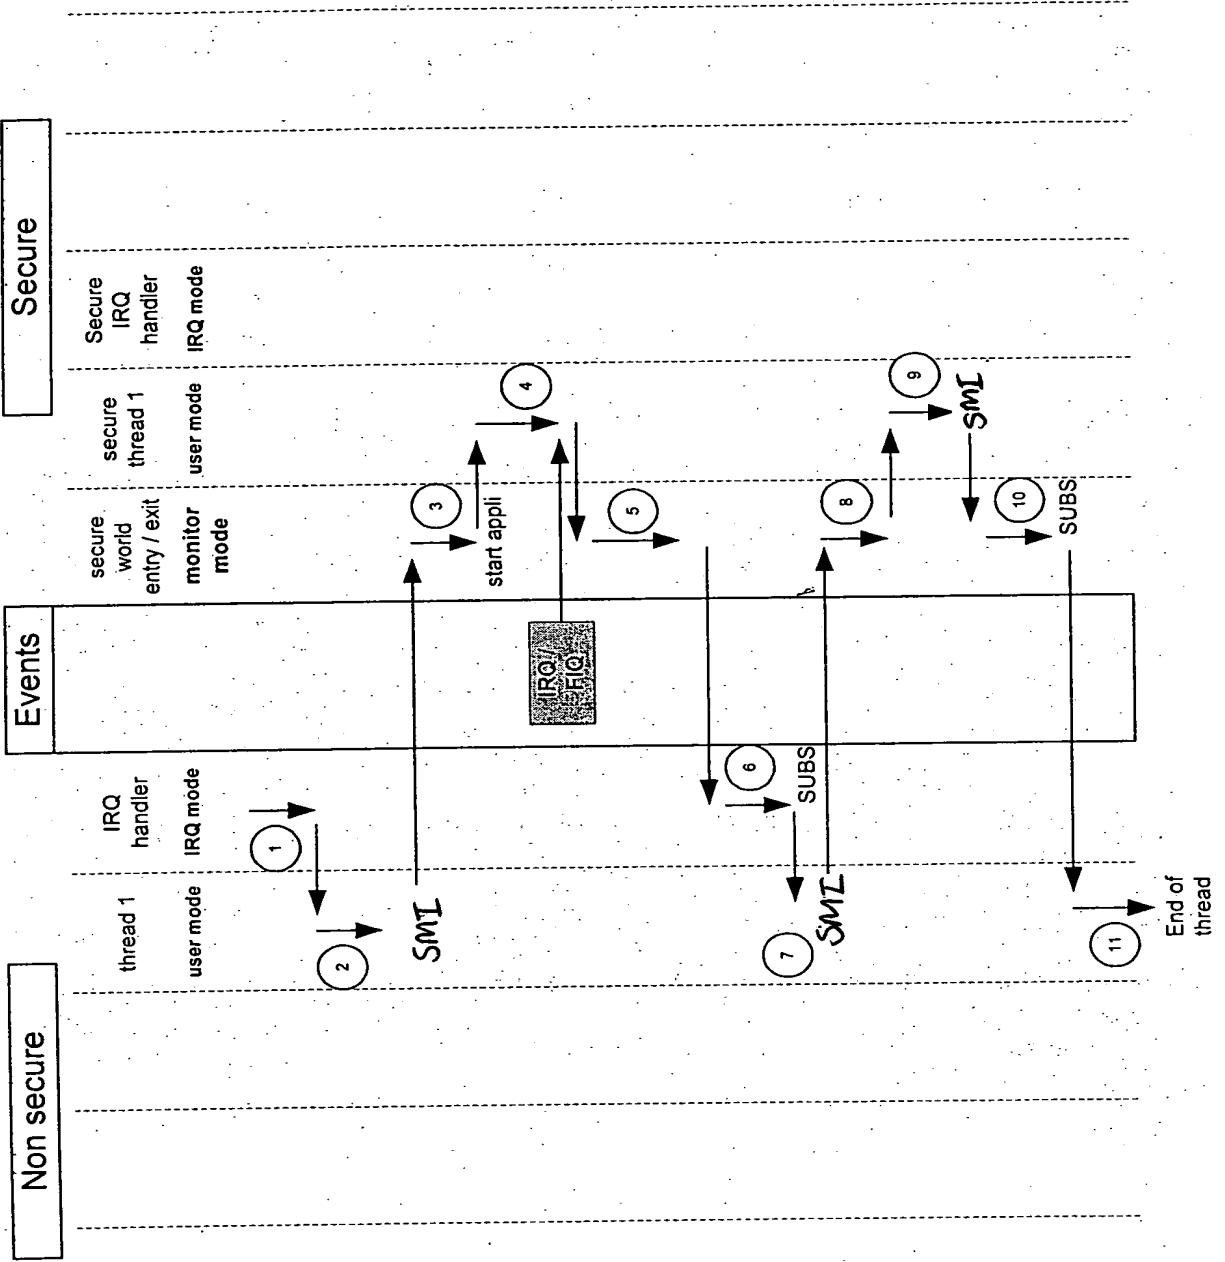 Non secure
Events
Secure
thread 1
user mode
IRQ
handler
IRQ mode
secure
world
entry / exit
monitor
mode
secure
thread 1
user mode
Secure
IRQ
handler
IRQ mode
1
2
SMI
3
start appli
4
IRQ /
FIQ
5
6
SUBS
7
SMI
8
9
SMI
10
SUBS
11
End of
thread